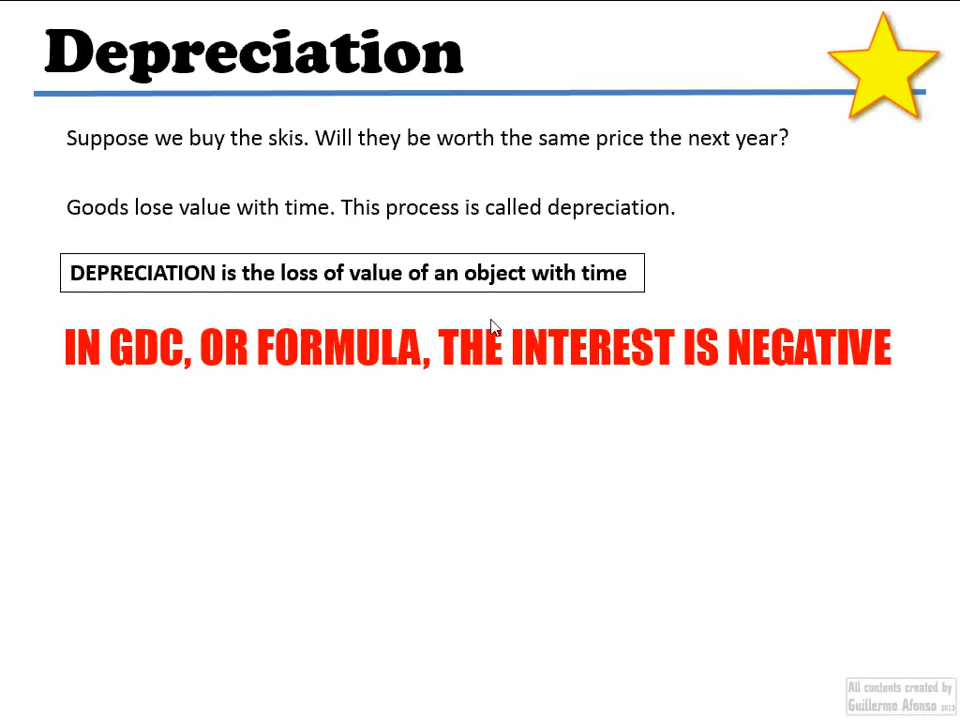 Depreciation
Suppose we buy the skis. Will they be worth the same price the next year?
Goods lose value with time. This process is called depreciation.
DEPRECIATION is the loss of value of an object with time
IN GDC, OR FORMULA, THE INTEREST IS NEGATIVE
All contents created by
Guillermo Afonso 2013